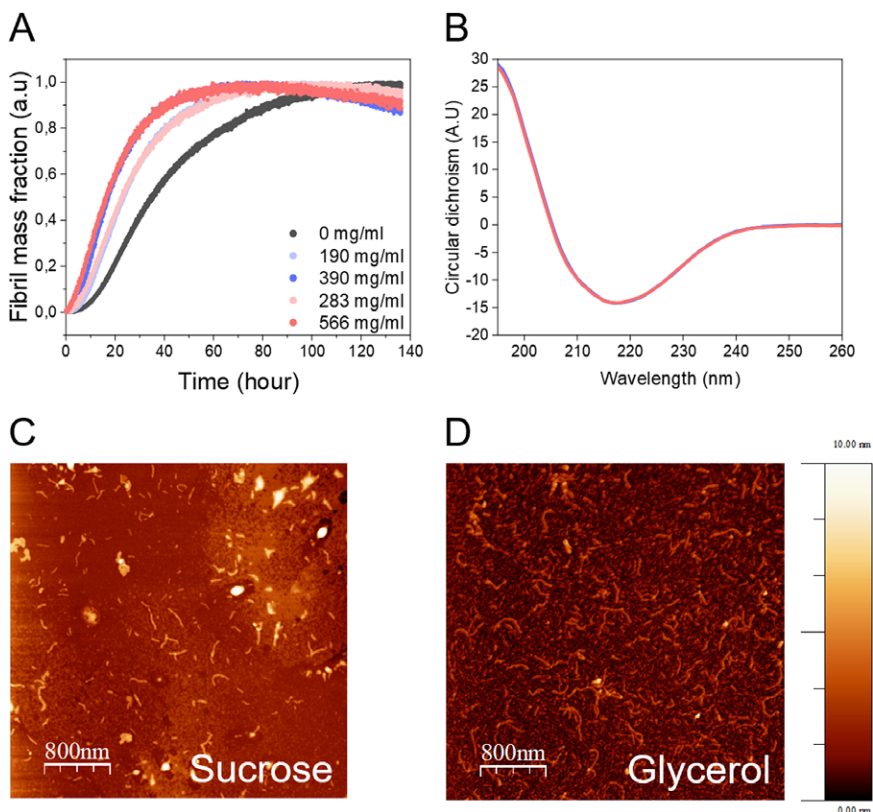 A
Fibril mass fraction (a.u)
1,0
0,8
0,6
0,4
0,2
0,0
0 mg/ml
190 mg/ml
390 mg/ml
283 mg/ml
566 mg/ml
0 20 40 60 80 100 120 140
Time (hour)
B
Circular dichroism (A.U)
30
25
20
15
10
5
0
-5
-10
-15
-20
200 210 220 230 240 250 260
Wavelength (nm)
C
800nm
Sucrose
D
800nm
Glycerol
10.00 nm
0.00 nm